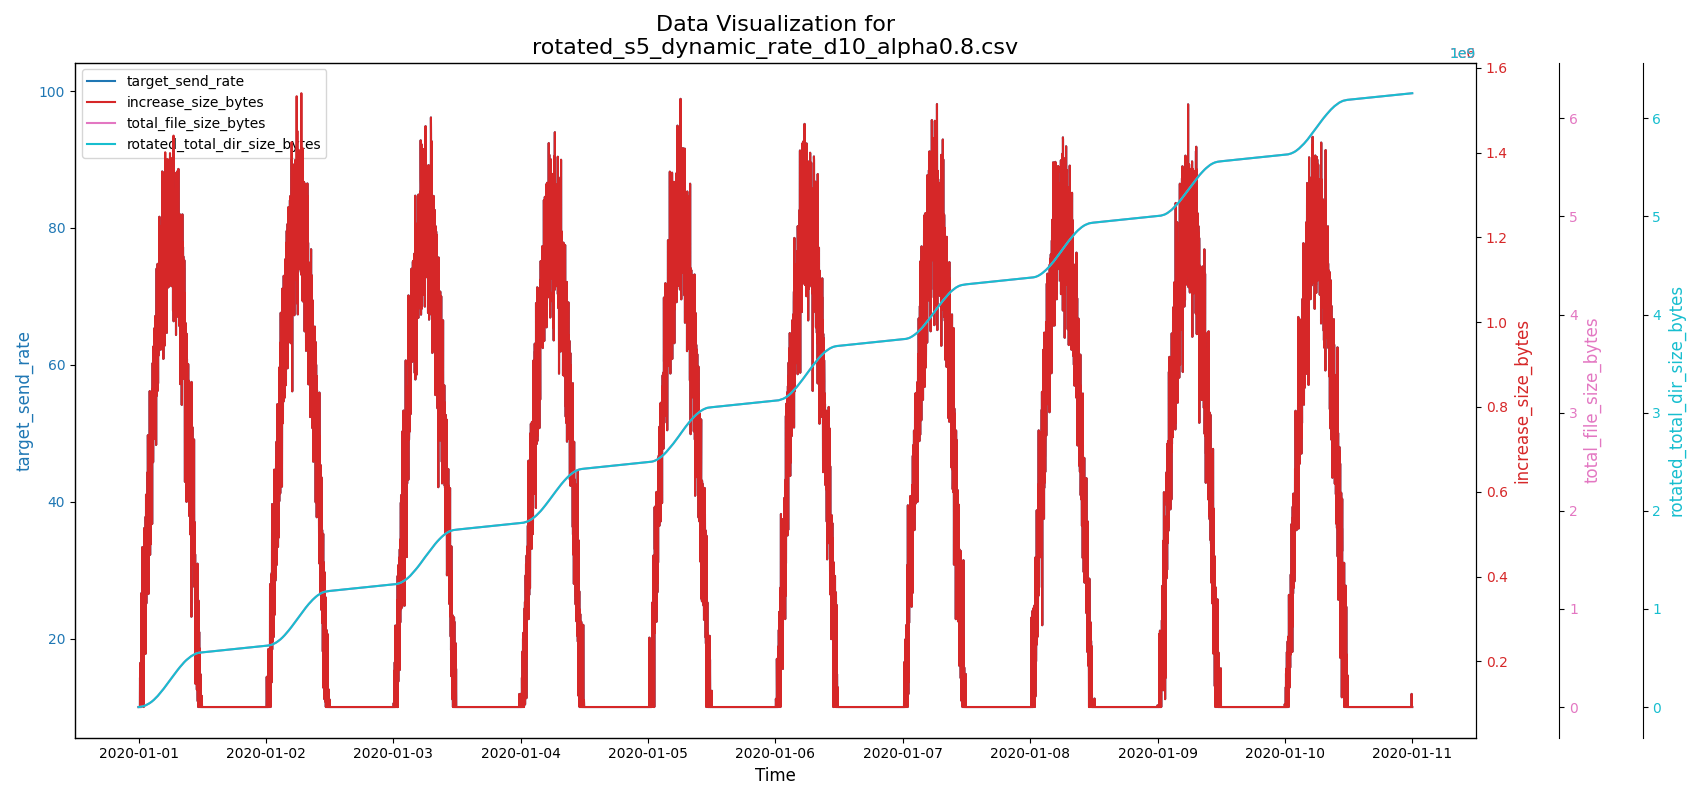 Data Visualization for
rotated_s5_dynamic_rate_d10_alpha0.8.csv
target_send_rate
increase_size_bytes
total_file_size_bytes
rotated_total_dir_size_bytes
100
80
60
40
20
target_send_rate
2020-01-01 2020-01-02 2020-01-03 2020-01-04 2020-01-05 2020-01-06 2020-01-07 2020-01-08 2020-01-09 2020-01-10 2020-01-11
Time
1.6
1.4
1.2
1.0
0.8
0.6
0.4
0.2
increase_size_bytes
6
5
4
3
2
1
0
total_file_size_bytes
6
5
4
3
2
1
0
rotated_total_dir_size_bytes